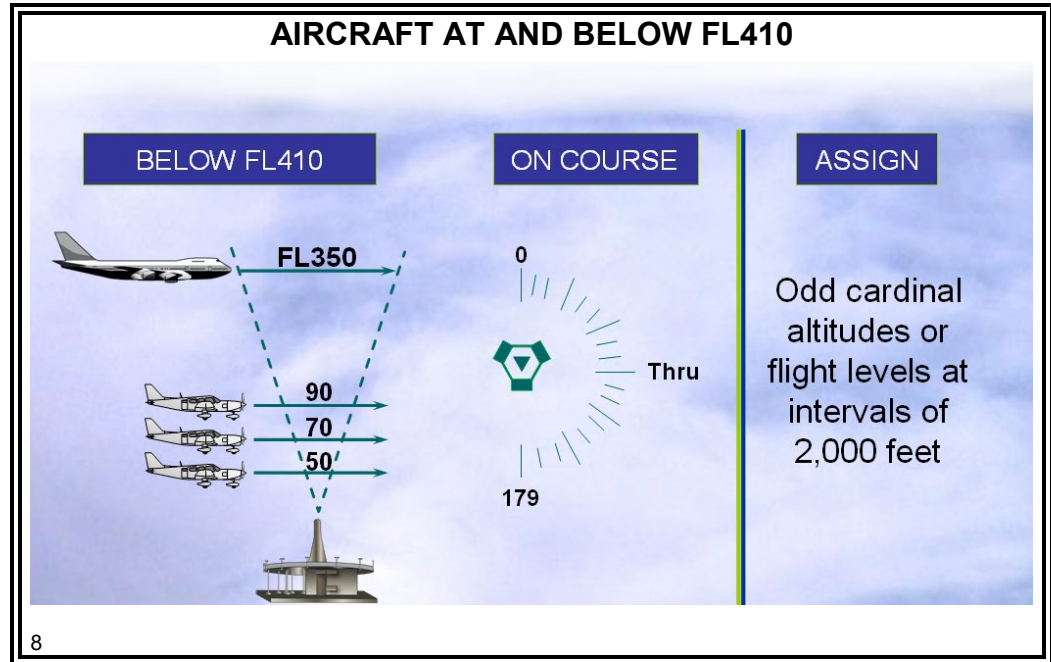 AIRCRAFT AT AND BELOW FL410
BELOW FL410
ON COURSE
ASSIGN
FL350
90
70
50
0
Thru
179
Odd cardinal
altitudes or
flight levels at
intervals of
2,000 feet
8